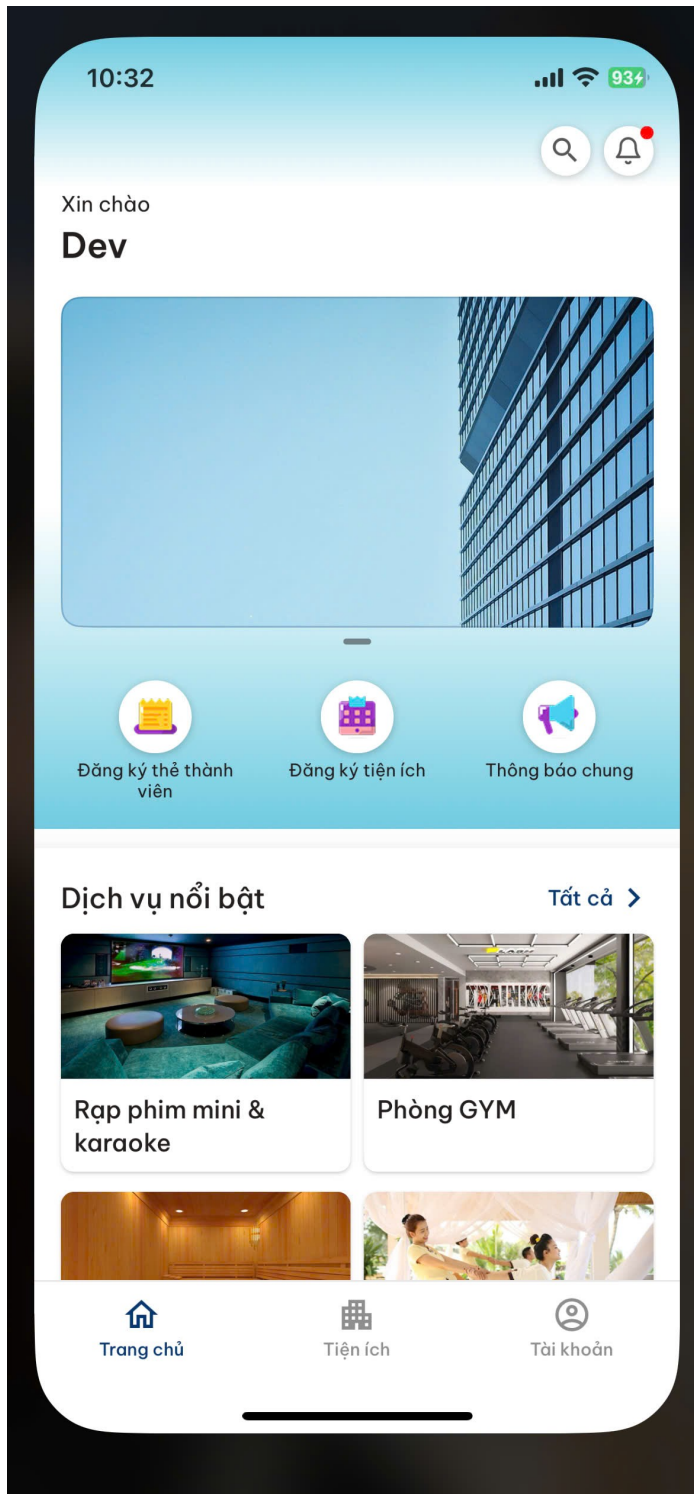 10:32
93
Xin chào
Dev
Đăng ký thẻ thành
viên
Đăng ký tiện ích
Thông báo chung
Dịch vụ nổi bật
Tất cả
Rạp phim mini &
karaoke
Phòng GYM
Trang chủ
Tiện ích
Tài khoản